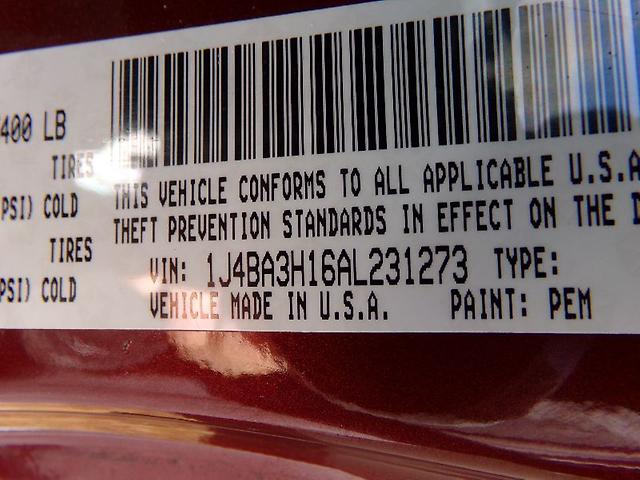 400 LB
TIRES
PSI) COLD
TIRES
PSI) COLD
THIS VEHICLE CONFORMS TO ALL APPLICABLE U.S.A
THEFT PREVENTION STANDARDS IN EFFECT ON THE D
VIN: 1J4BA3H16AL231273 TYPE:
VEHICLE MADE IN U.S.A. PAINT: PEM